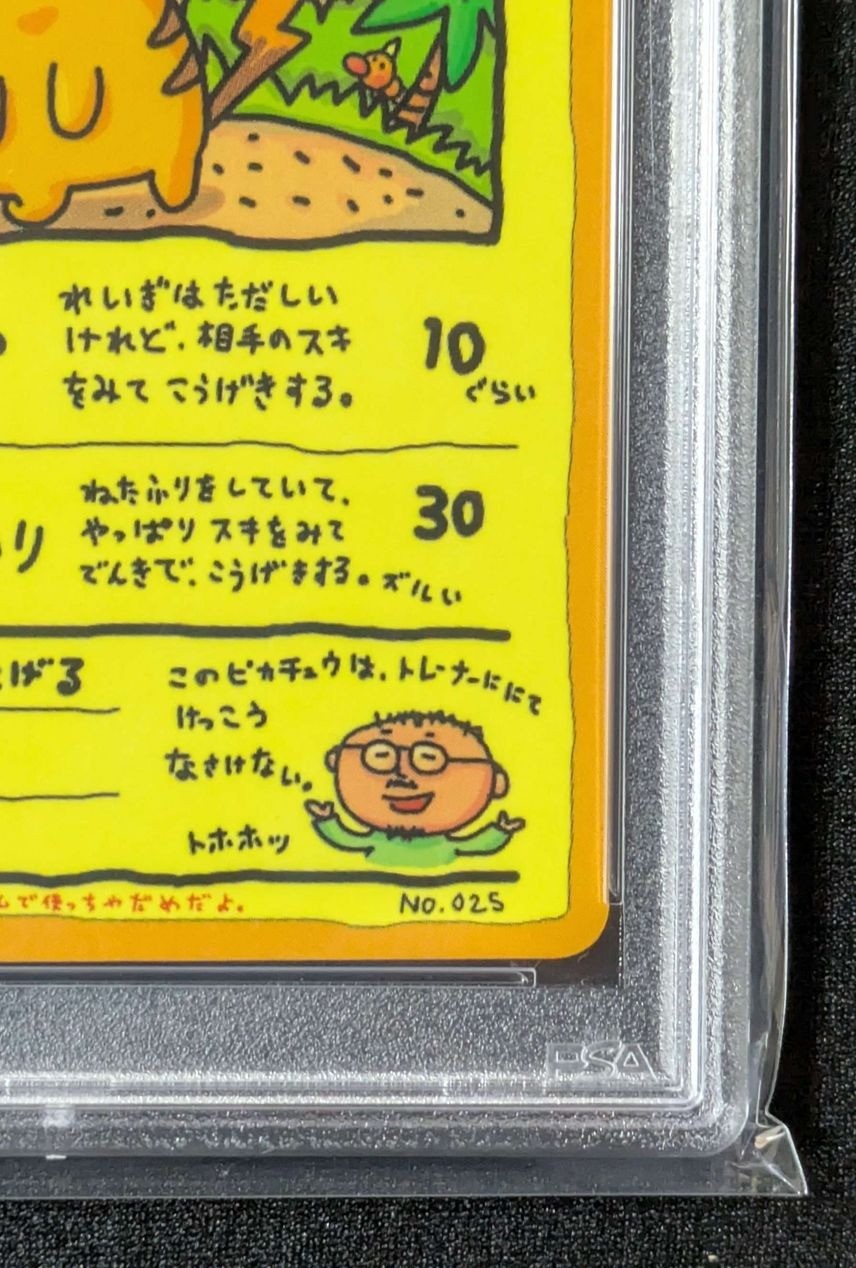 れいぎは ただしい
けれど、相手のスキ
をみて こうげきする。
10
ぐらい
ねたふりをしていて、
やっぱり スキをみて
でんきで、こうげきする。
30
ズルい
り
げる
このピカチュウは、トレーナーににて
けっこう
なさけない。
トホホッ
で使っちゃだめだよ。
NO.025
PSA